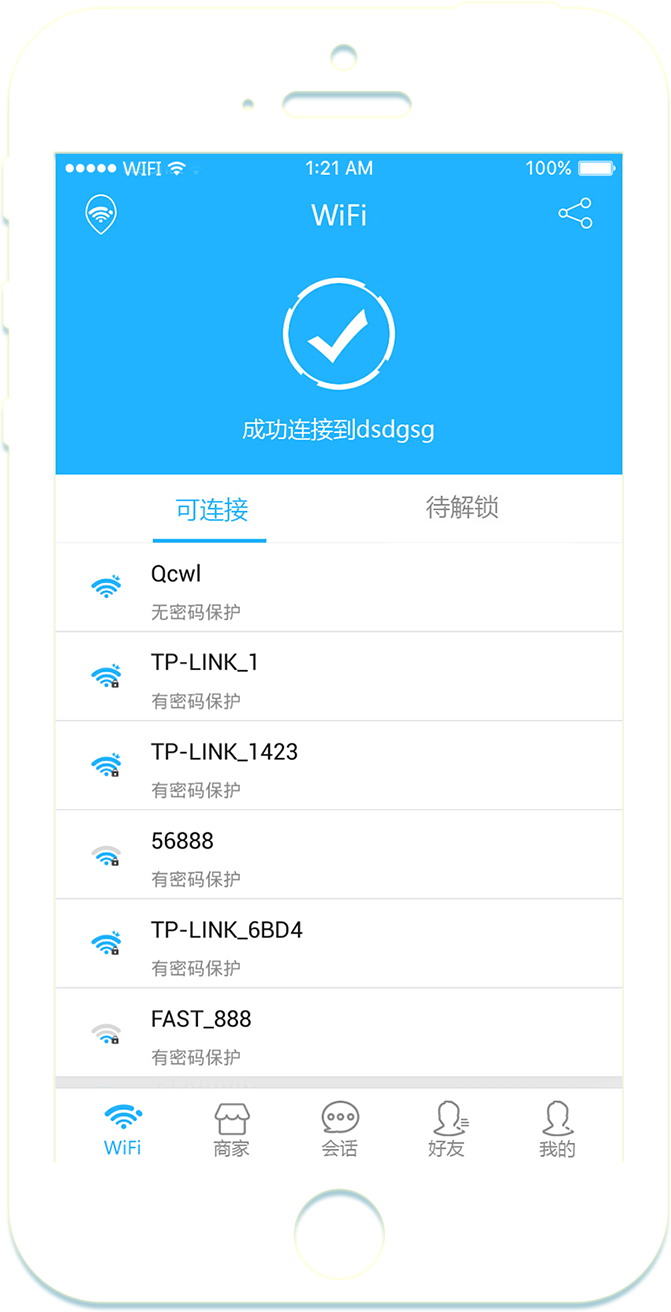 WIFI 1:21 AM 100%
WiFi
成功连接到dsdgsg
可连接 待解锁
Qcwl
无密码保护
TP-LINK_1
有密码保护
TP-LINK_1423
有密码保护
56888
有密码保护
TP-LINK_6BD4
有密码保护
FAST_888
有密码保护
WiFi 商家 会话 好友 我的